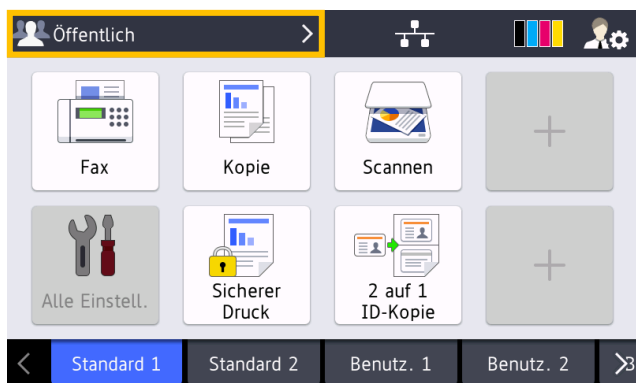 Öffentlich
Fax
Kopie
Scannen
Alle Einstell.
Sicherer
Druck
2 auf 1
ID-Kopie
Standard 1
Standard 2
Benutz. 1
Benutz. 2
3